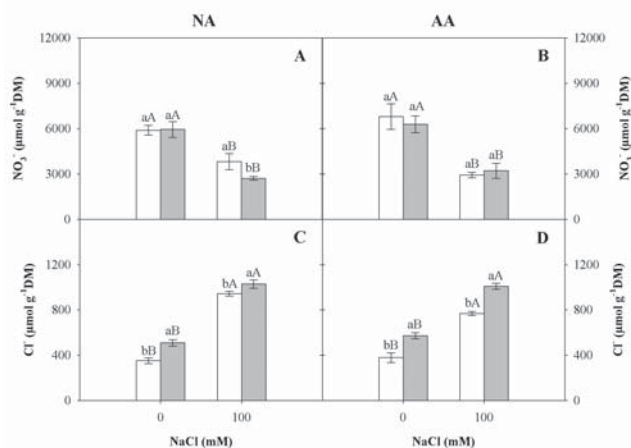 NA AA
12000 12000
A B
9000 9000
aA aA aA aA
6000 6000
aB bB aB aB
3000 3000
0 0
NO₃⁻ (μmol g⁻¹DM) NO₃⁻ (μmol g⁻¹DM)
C D
1200 1200
bA aA bA aA
800 800
bB aB bB aB
400 400
0 0
Cl⁻ (μmol g⁻¹DM) Cl⁻ (μmol g⁻¹DM)
0 100 0 100
NaCl (mM) NaCl (mM)